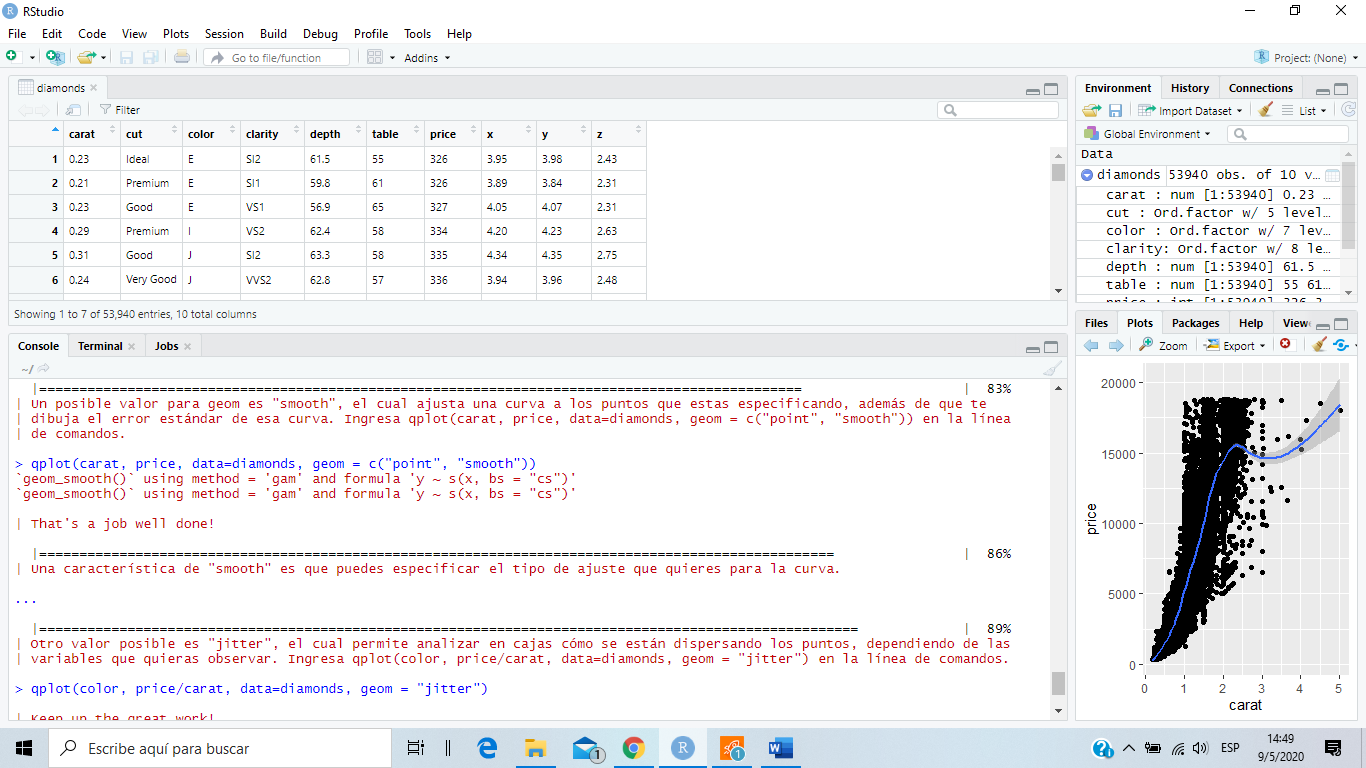 RStudio
File Edit Code View Plots Session Build Debug Profile Tools Help
Go to file/function Addins Project: (None)
diamonds
Filter
carat cut color clarity depth table price x y z
1 0.23 Ideal E SI2 61.5 55 326 3.95 3.98 2.43
2 0.21 Premium E SI1 59.8 61 326 3.89 3.84 2.31
3 0.23 Good E VS1 56.9 65 327 4.05 4.07 2.31
4 0.29 Premium I VS2 62.4 58 334 4.20 4.23 2.63
5 0.31 Good J SI2 63.3 58 335 4.34 4.35 2.75
6 0.24 Very Good J VVS2 62.8 57 336 3.94 3.96 2.48
Showing 1 to 7 of 53,940 entries, 10 total columns
Console Terminal Jobs
~/
|================================================================================================ | 83%
| Un posible valor para geom es "smooth", el cual ajusta una curva a los puntos que estas especificando, además de que te
| dibuja el error estándar de esa curva. Ingresa qplot(carat, price, data=diamonds, geom = c("point", "smooth")) en la línea
| de comandos.
> qplot(carat, price, data=diamonds, geom = c("point", "smooth"))
`geom_smooth()` using method = 'gam' and formula 'y ~ s(x, bs = "cs")'
`geom_smooth()` using method = 'gam' and formula 'y ~ s(x, bs = "cs")'
| That's a job well done!
|==================================================================================================== | 86%
| Una característica de "smooth" es que puedes especificar el tipo de ajuste que quieres para la curva.
...
|======================================================================================================= | 89%
| Otro valor posible es "jitter", el cual permite analizar en cajas cómo se están dispersando los puntos, dependiendo de las
| variables que quieras observar. Ingresa qplot(color, price/carat, data=diamonds, geom = "jitter") en la línea de comandos.
> qplot(color, price/carat, data=diamonds, geom = "jitter")
| Keep up the great work!
Environment History Connections
Import Dataset List
Global Environment
Data
diamonds 53940 obs. of 10 v...
carat : num [1:53940] 0.23 ...
cut : Ord.factor w/ 5 level...
color : Ord.factor w/ 7 lev...
clarity: Ord.factor w/ 8 le...
depth : num [1:53940] 61.5 ...
table : num [1:53940] 55 61...
price : int [1:53940] 326 3...
Files Plots Packages Help View
Zoom Export
20000
15000
10000
5000
0
price
0 1 2 3 4 5
carat
Escribe aquí para buscar
1
1
ESP
14:49
9/5/2020